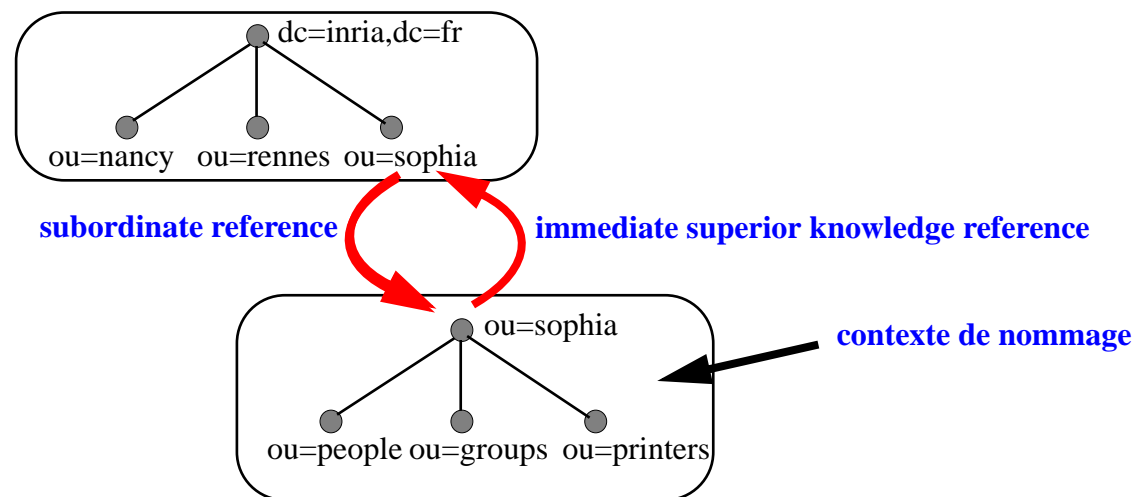 dc=inria,dc=fr
ou=nancy ou=rennes ou=sophia
subordinate reference
immediate superior knowledge reference
ou=sophia
contexte de nommage
ou=people ou=groups ou=printers